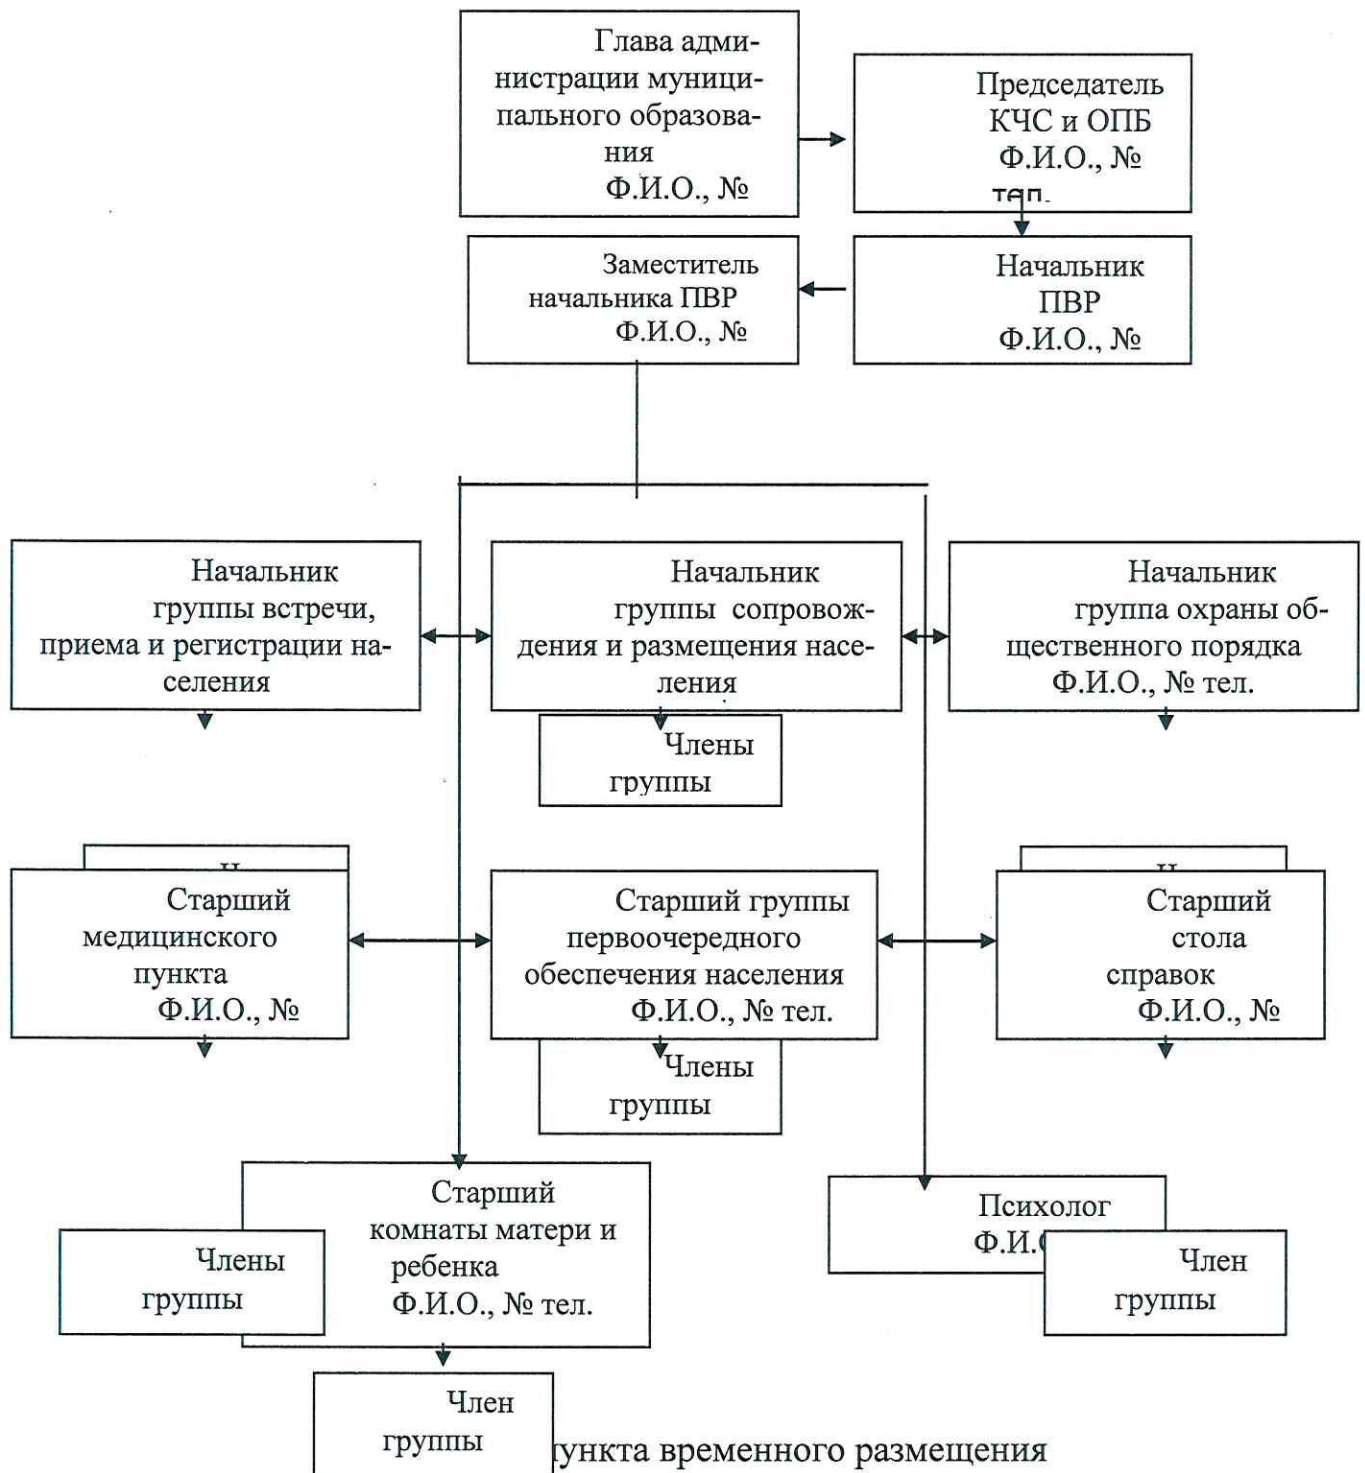 Глава адми-
нистрации муници-
пального образова-
ния
Ф.И.О., №
Председатель
КЧС и ОПБ
Ф.И.О., №
тел.
Заместитель
начальника ПВР
Ф.И.О., №
Начальник
ПВР
Ф.И.О., №
Начальник
группы встречи,
приема и регистрации на-
селения
Начальник
группы сопровож-
дения и размещения насе-
ления
Начальник
группа охраны об-
щественного порядка
Ф.И.О., № тел.
Члены
группы
Старший
медицинского
пункта
Ф.И.О., №
Старший группы
первоочередного
обеспечения населения
Ф.И.О., № тел.
Старший
стола
справок
Ф.И.О., №
Члены
группы
Старший
комнаты матери и
ребенка
Ф.И.О., № тел.
Психолог
Ф.И.О
Члены
группы
Член
группы
Член
группы
пункта временного размещения